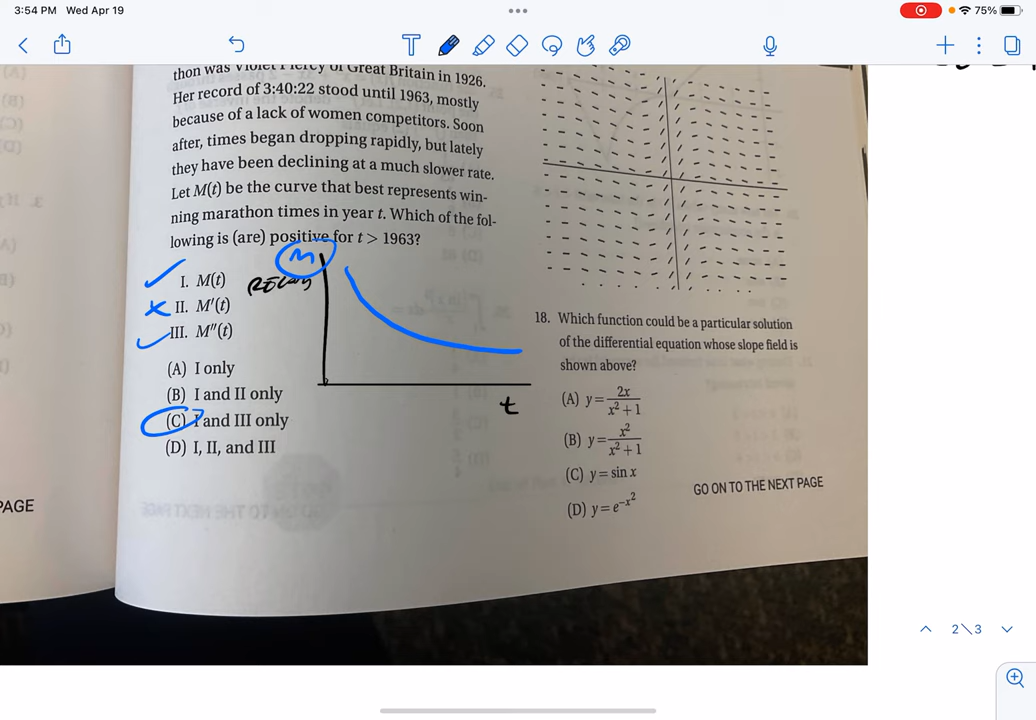 3:54 PM Wed Apr 19
75%
T
thon was Violet Piercy of Great Britain in 1926.
Her record of 3:40:22 stood until 1963, mostly
because of a lack of women competitors. Soon
after, times began dropping rapidly, but lately
they have been declining at a much slower rate.
Let M(t) be the curve that best represents win-
ning marathon times in year t. Which of the fol-
lowing is (are) positive for t > 1963?
M
I. M(t)
II. M′(t)
III. M″(t)
(A) I only
(B) I and II only
(C) I and III only
(D) I, II, and III
t
18. Which function could be a particular solution
of the differential equation whose slope field is
shown above?
(A) y = 2x / x² + 1
(B) y = x² / x² + 1
(C) y = sin x
(D) y = e^-x²
GO ON TO THE NEXT PAGE
PAGE
2\3